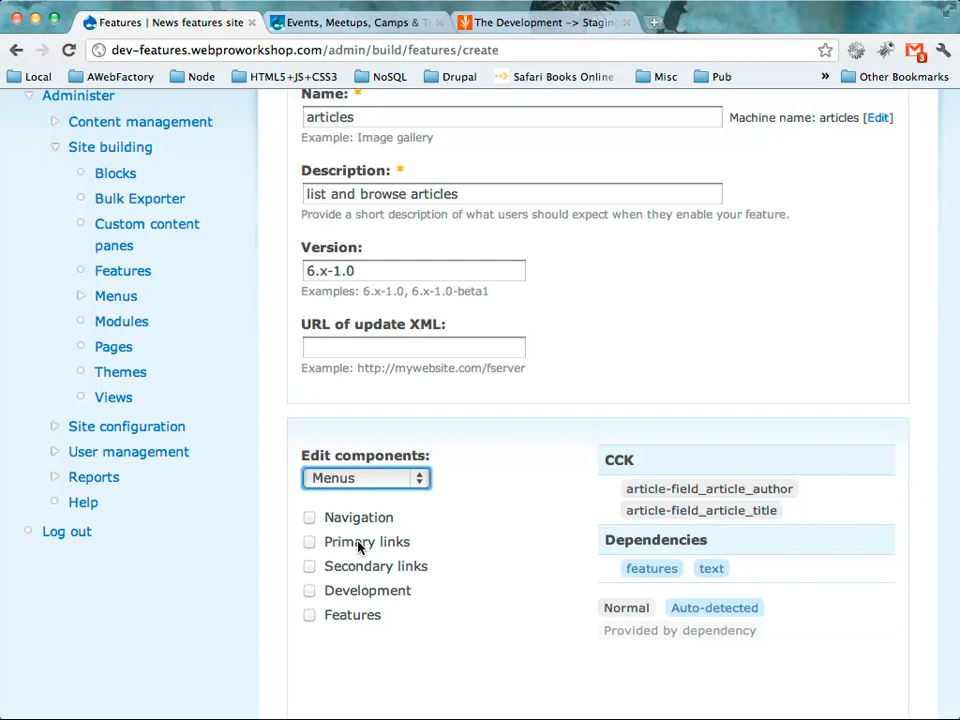 Features | News features site
Events, Meetups, Camps & T
The Development -> Staging
dev-features.webproworkshop.com/admin/build/features/create
3
Local
AWebFactory
Node
HTML5+JS+CSS3
NoSQL
Drupal
Safari Books Online
Misc
Pub
»
Other Bookmarks
Administer
Content management
Site building
Blocks
Bulk Exporter
Custom content
panes
Features
Menus
Modules
Pages
Themes
Views
Site configuration
User management
Reports
Help
Log out
Name: *
articles
Machine name: articles [Edit]
Example: Image gallery
Description: *
list and browse articles
Provide a short description of what users should expect when they enable your feature.
Version:
6.x-1.0
Examples: 6.x-1.0, 6.x-1.0-beta1
URL of update XML:
Example: http://mywebsite.com/fserver
Edit components:
Menus
Navigation
Primary links
Secondary links
Development
Features
CCK
article-field_article_author
article-field_article_title
Dependencies
features
text
Normal
Auto-detected
Provided by dependency